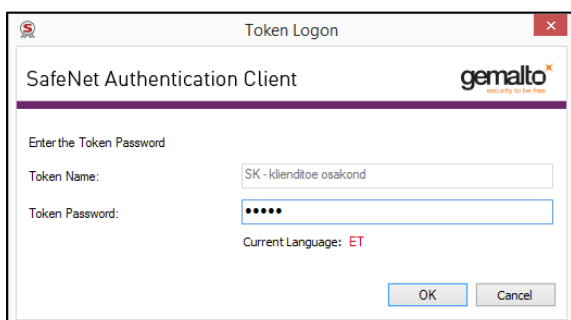 Token Logon
SafeNet Authentication Client
gemalto
security to be free
Enter the Token Password
Token Name: SK - klienditoe osakond
Token Password: •••••
Current Language: ET
OK Cancel